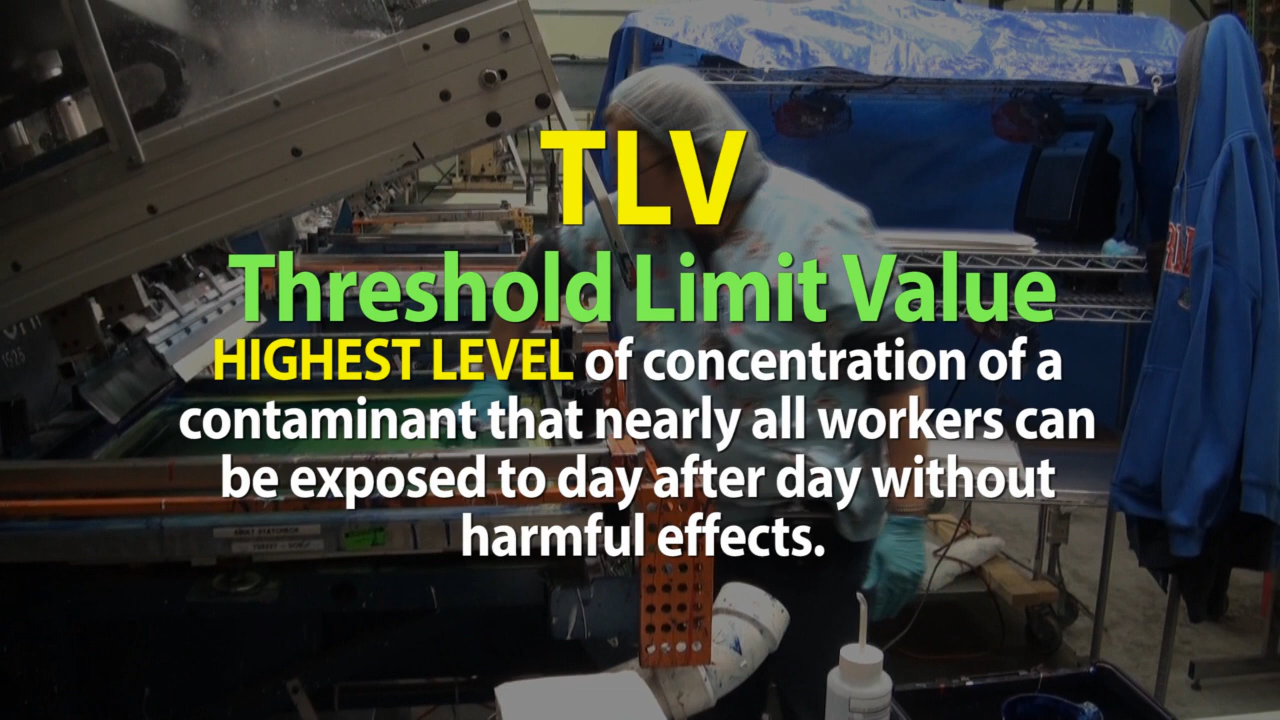 TLV
Threshold Limit Value
HIGHEST LEVEL of concentration of a
contaminant that nearly all workers can
be exposed to day after day without
harmful effects.